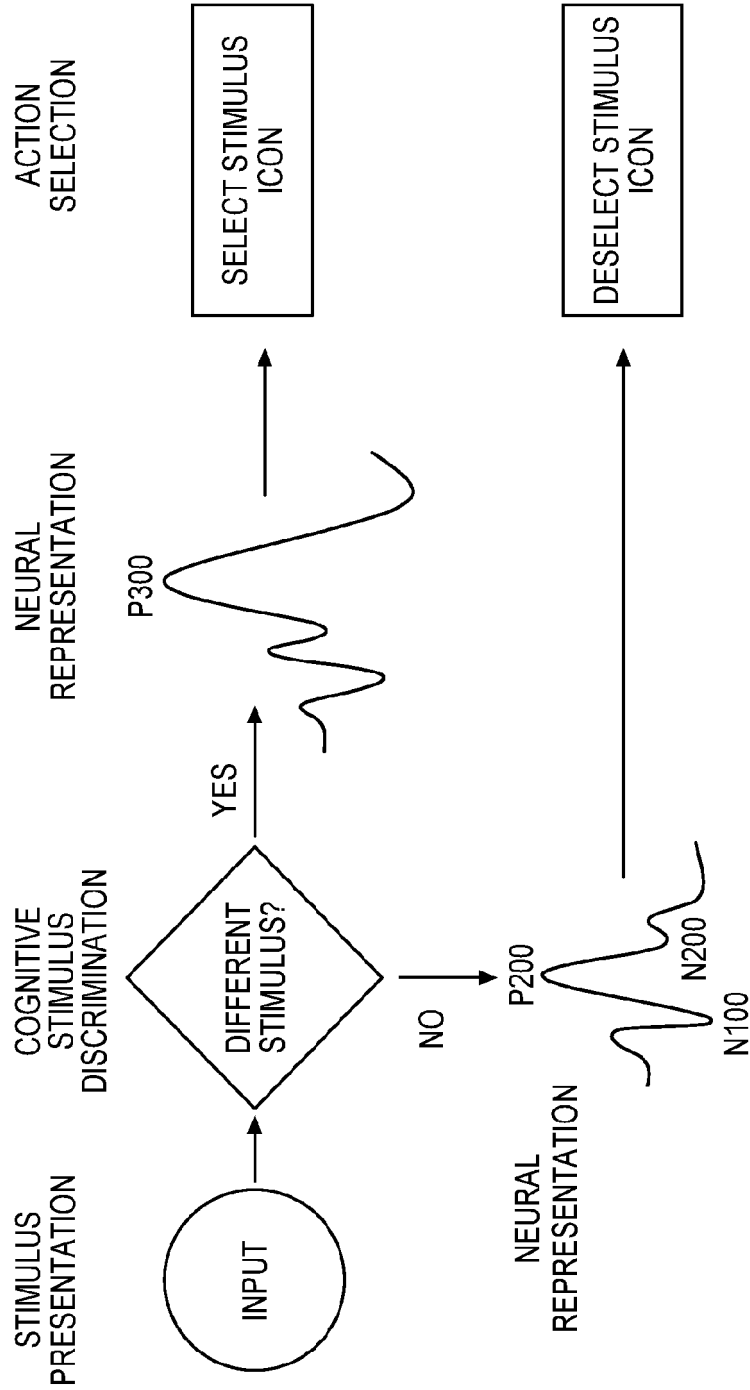 STIMULUS
PRESENTATION
COGNITIVE
STIMULUS
DISCRIMINATION
NEURAL
REPRESENTATION
ACTION
SELECTION
INPUT
DIFFERENT
STIMULUS?
YES
P300
SELECT STIMULUS
ICON
NO
NEURAL
REPRESENTATION
P200
N100
N200
DESELECT STIMULUS
ICON